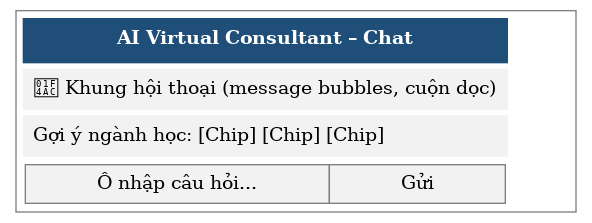 AI Virtual Consultant – Chat
💬 Khung hội thoại (message bubbles, cuộn dọc)
Gợi ý ngành học: [Chip] [Chip] [Chip]
Ô nhập câu hỏi...
Gửi